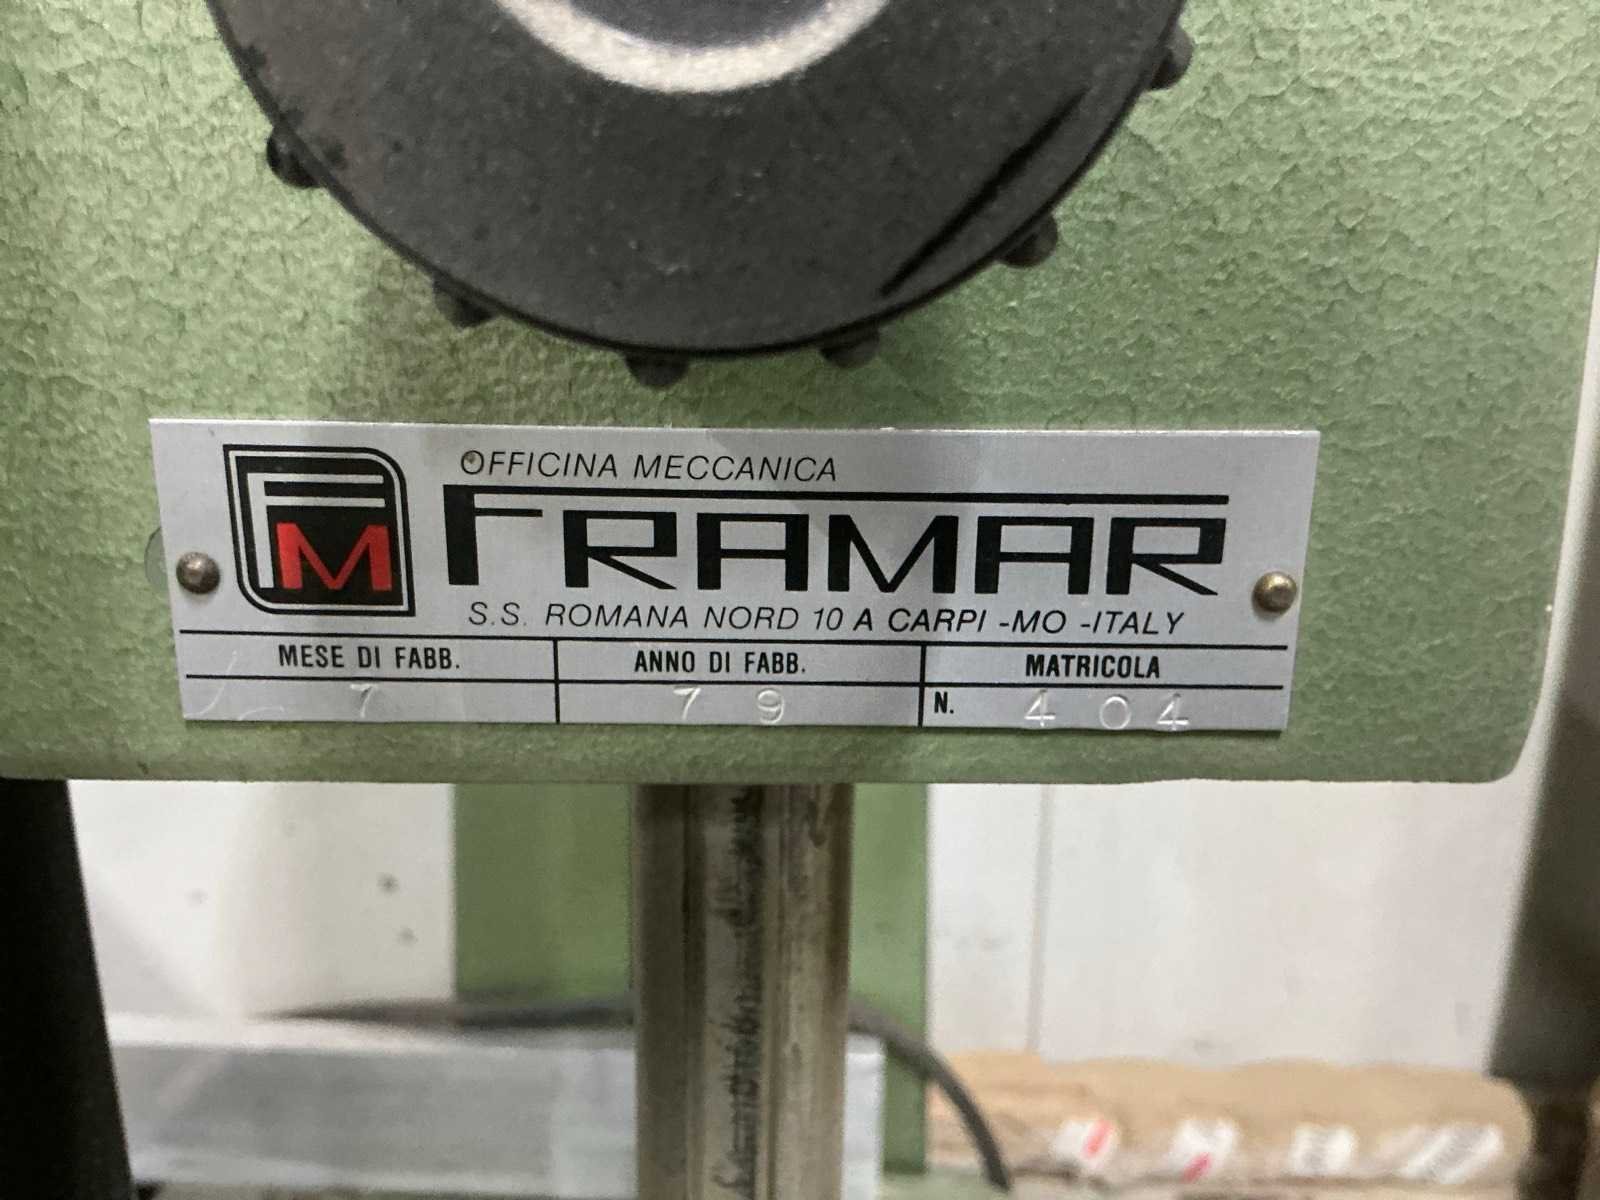 FM
OFFICINA MECCANICA
FRAMAR
S.S. ROMANA NORD 10 A CARPI -MO -ITALY
MESE DI FABB. ANNO DI FABB. MATRICOLA
7 79 N. 404